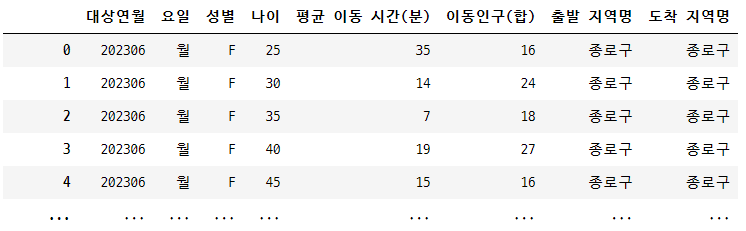 대상연월 요일 성별 나이 평균 이동 시간(분) 이동인구(합) 출발 지역명 도착 지역명
0 202306 월 F 25 35 16 종로구 종로구
1 202306 월 F 30 14 24 종로구 종로구
2 202306 월 F 35 7 18 종로구 종로구
3 202306 월 F 40 19 27 종로구 종로구
4 202306 월 F 45 15 16 종로구 종로구
... ... ... ... ... ... ... ... ...